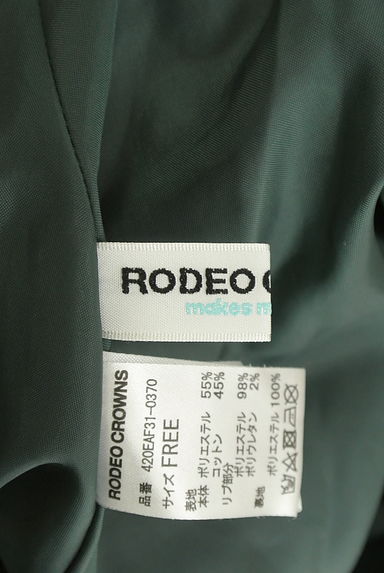 RODEO
makes
RODEO CROWNS
品番 420EAF31-0370
サイズ FREE
表地
本体 ポリエステル 55%
コットン 45%
リブ部分
ポリエステル 98%
ポリウレタン 2%
裏地
ポリエステル 100%